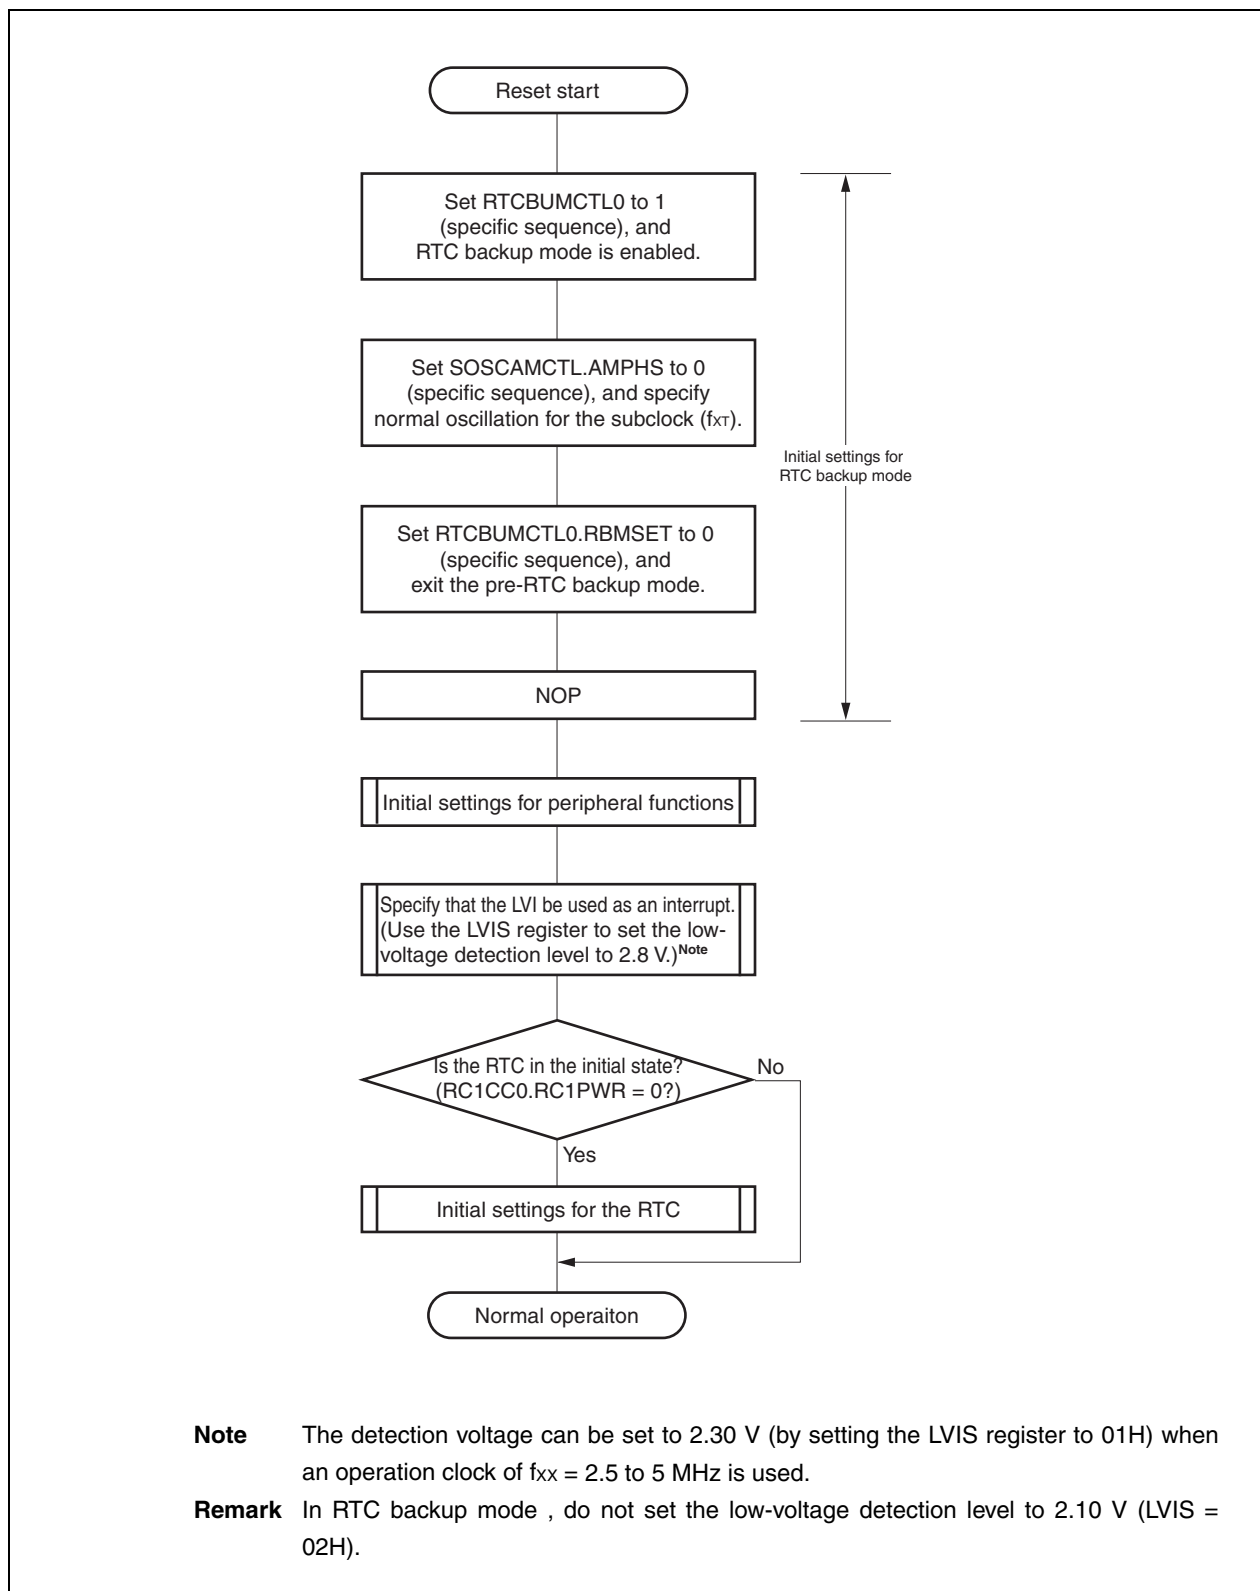 Reset start
Set RTCBUMCTL0 to 1
(specific sequence), and
RTC backup mode is enabled.
Set SOSCAMCTL.AMPHS to 0
(specific sequence), and specify
normal oscillation for the subclock (fXT).
Initial settings for
RTC backup mode
Set RTCBUMCTL0.RBMSET to 0
(specific sequence), and
exit the pre-RTC backup mode.
NOP
Initial settings for peripheral functions
Specify that the LVI be used as an interrupt.
(Use the LVIS register to set the low-
voltage detection level to 2.8 V.)Note
Is the RTC in the initial state?
(RC1CC0.RC1PWR = 0?)
No
Yes
Initial settings for the RTC
Normal operaiton
Note The detection voltage can be set to 2.30 V (by setting the LVIS register to 01H) when
an operation clock of fXX = 2.5 to 5 MHz is used.
Remark In RTC backup mode , do not set the low-voltage detection level to 2.10 V (LVIS =
02H).